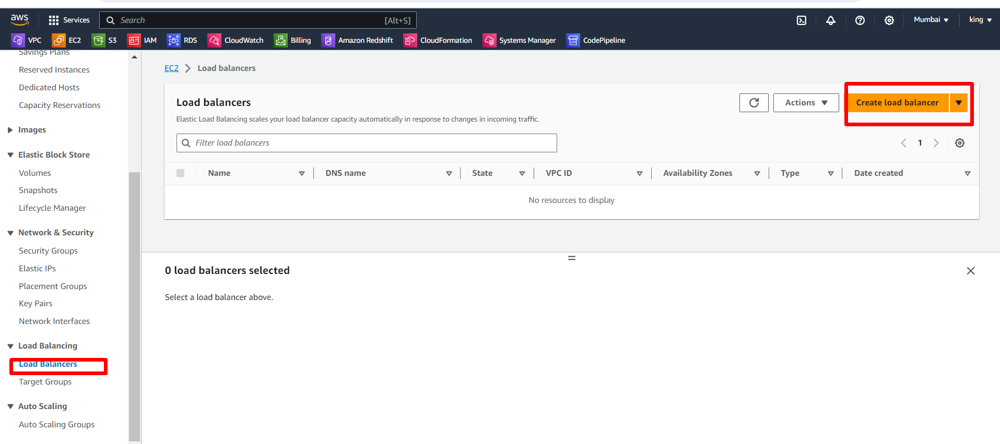 aws Services Search [Alt+S] Mumbai king
VPC EC2 S3 IAM RDS CloudWatch Billing Amazon Redshift CloudFormation Systems Manager CodePipeline
Savings Plans
Reserved Instances
Dedicated Hosts
Capacity Reservations
Images
Elastic Block Store
Volumes
Snapshots
Lifecycle Manager
Network & Security
Security Groups
Elastic IPs
Placement Groups
Key Pairs
Network Interfaces
Load Balancing
Load Balancers
Target Groups
Auto Scaling
Auto Scaling Groups
EC2 Load balancers
Load balancers
Actions Create load balancer
Elastic Load Balancing scales your load balancer capacity automatically in response to changes in incoming traffic.
Filter load balancers
1
Name DNS name State VPC ID Availability Zones Type Date created
No resources to display
0 load balancers selected
Select a load balancer above.